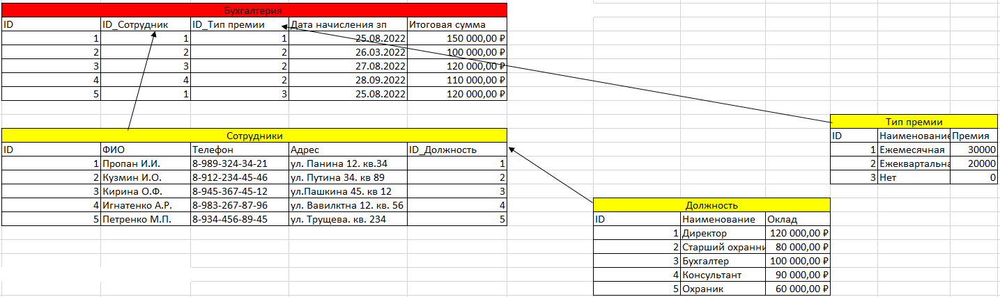 Бухгалтерия
ID ID_Сотрудник ID_Тип премии Дата начисления зп Итоговая сумма
1 1 1 25.08.2022 150 000,00 ₽
2 2 2 26.03.2022 100 000,00 ₽
3 3 2 27.08.2022 120 000,00 ₽
4 4 2 28.09.2022 110 000,00 ₽
5 1 3 25.08.2022 120 000,00 ₽
Сотрудники
ID ФИО Телефон Адрес ID_Должность
1 Пропан И.И. 8-989-324-34-21 ул. Панина 12. кв.34 1
2 Кузмин И.О. 8-912-234-45-46 ул. Путина 34. кв 89 2
3 Кирина О.Ф. 8-945-367-45-12 ул.Пашкина 45. кв 12 3
4 Игнатенко А.Р. 8-983-267-87-96 ул. Вавилктна 12. кв. 56 4
5 Петренко М.П. 8-934-456-89-45 ул. Трущева. кв. 234 5
Тип премии
ID Наименование Премия
1 Ежемесячная 30000
2 Ежеквартальна 20000
3 Нет 0
Должность
ID Наименование Оклад
1 Директор 120 000,00 ₽
2 Старший охранни 80 000,00 ₽
3 Бухгалтер 100 000,00 ₽
4 Консультант 90 000,00 ₽
5 Охраник 60 000,00 ₽